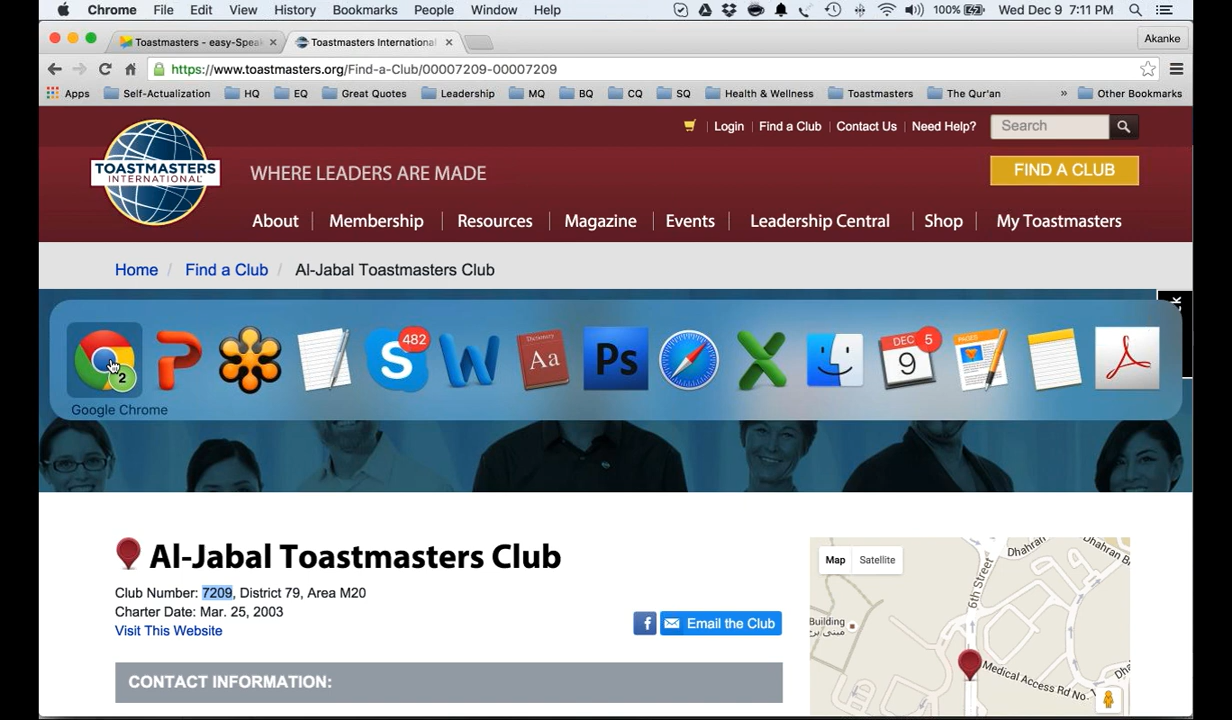 Chrome File Edit View History Bookmarks People Window Help 100% Wed Dec 9 7:11 PM
Toastmasters - easy-Speak Toastmasters International Akanke
https://www.toastmasters.org/Find-a-Club/00007209-00007209
Apps Self-Actualization HQ EQ Great Quotes Leadership MQ BQ CQ SQ Health & Wellness Toastmasters The Qur'an » Other Bookmarks
Login Find a Club Contact Us Need Help? Search
TOASTMASTERS INTERNATIONAL
WHERE LEADERS ARE MADE
FIND A CLUB
About Membership Resources Magazine Events Leadership Central Shop My Toastmasters
Home / Find a Club / Al-Jabal Toastmasters Club
2
482
Dictionary
Aa
Ps
DEC 5
9
PAGES
Google Chrome
Al-Jabal Toastmasters Club
Club Number: 7209, District 79, Area M20
Charter Date: Mar. 25, 2003
Visit This Website
Email the Club
CONTACT INFORMATION:
Map Satellite
Dhahran
6th Street
Building
Medical Access Rd No.